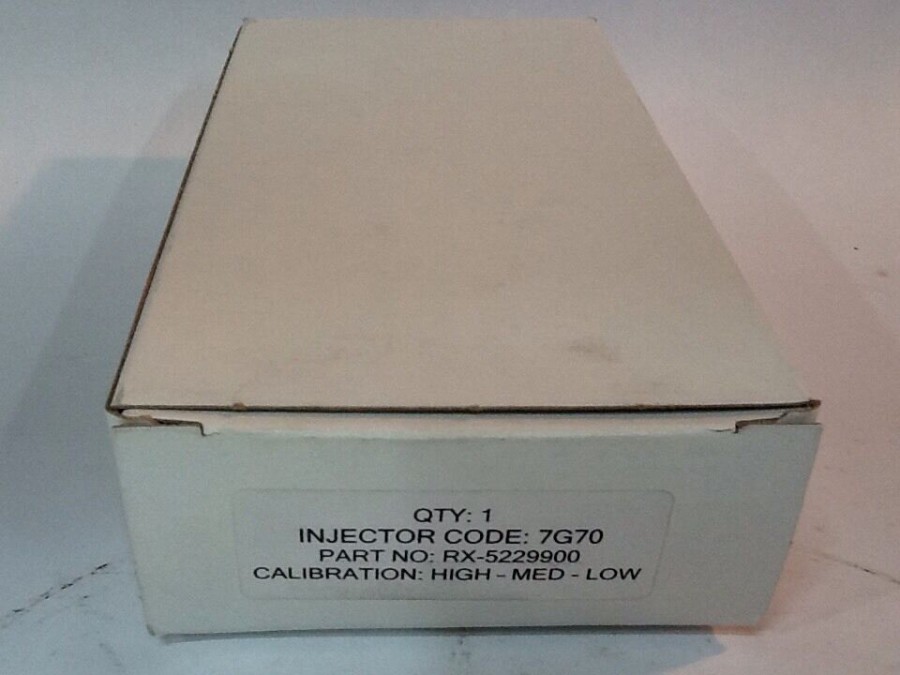 QTY: 1
INJECTOR CODE: 7G70
PART NO: RX-5229900
CALIBRATION: HIGH - MED - LOW